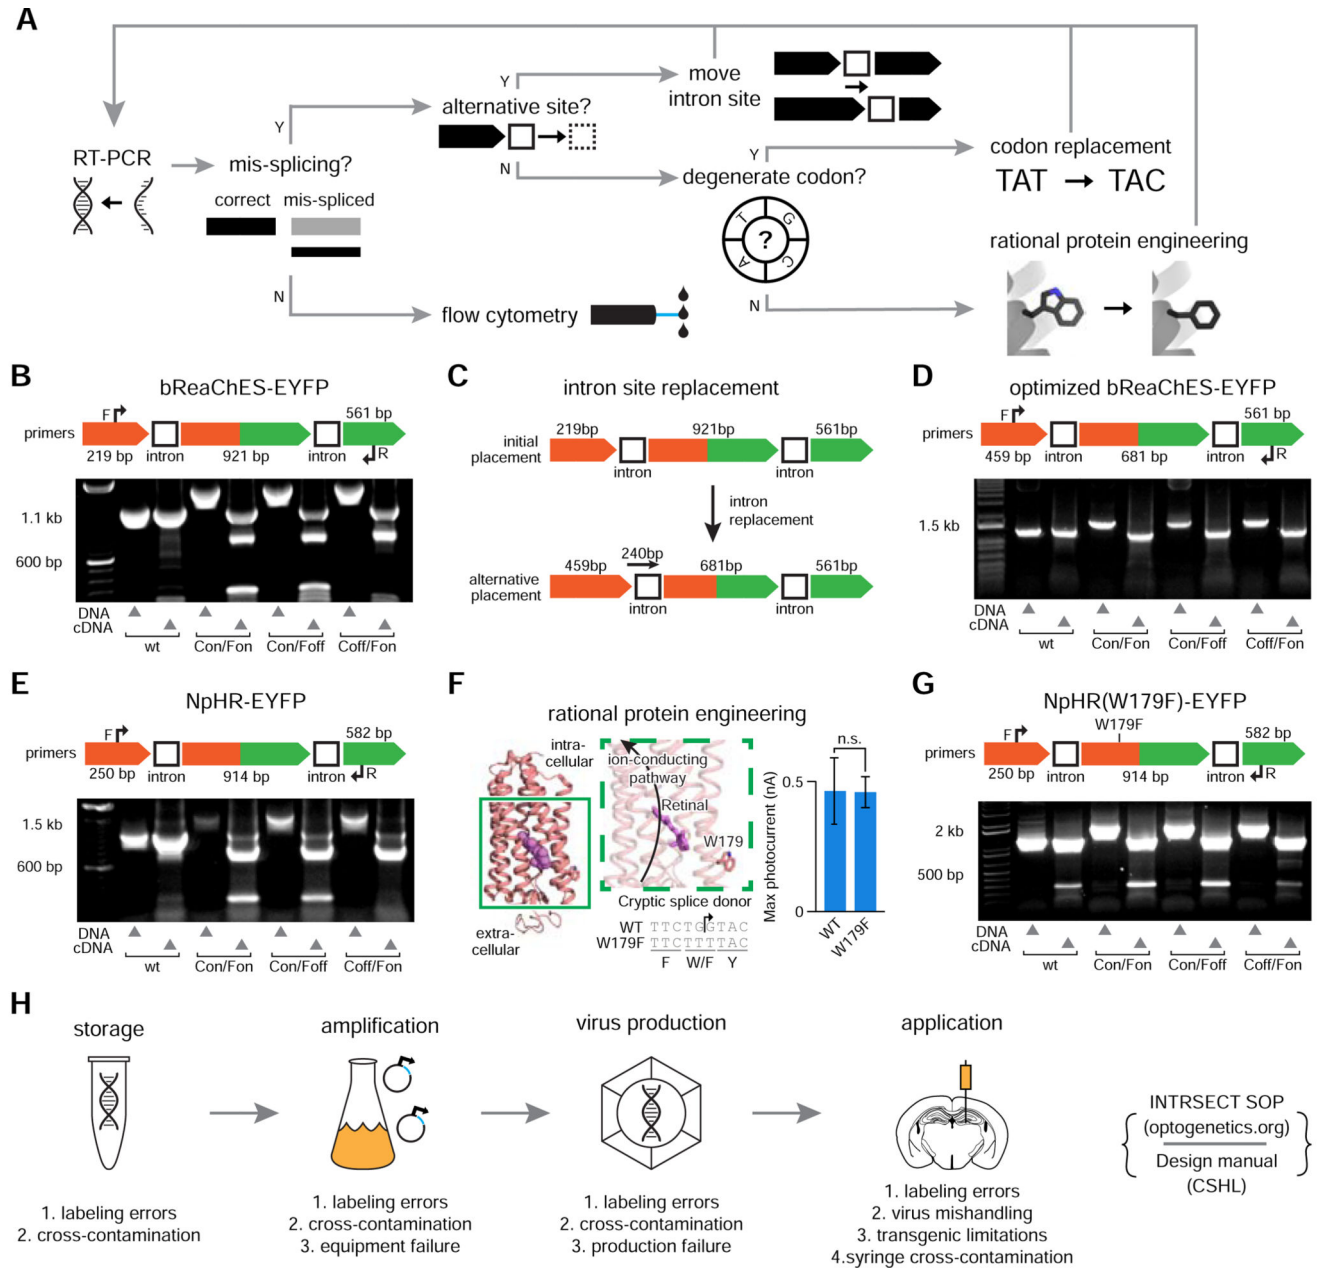 A
RT-PCR
mis-splicing?
correct
mis-spliced
Y
N
alternative site?
flow cytometry
Y
N
move
intron site
degenerate codon?
T
G
A
C
?
Y
N
codon replacement
TAT
TAC
rational protein engineering
B
bReaChES-EYFP
primers
F
561 bp
219 bp
intron
921 bp
intron
R
1.1 kb
600 bp
DNA
cDNA
wt
Con/Fon
Con/Foff
Coff/Fon
C
intron site replacement
initial
placement
219bp
921bp
561bp
intron
intron
intron
replacement
240bp
alternative
placement
459bp
681bp
561bp
intron
intron
D
optimized bReaChES-EYFP
primers
F
561 bp
459 bp
intron
681 bp
intron
R
1.5 kb
DNA
cDNA
wt
Con/Fon
Con/Foff
Coff/Fon
E
NpHR-EYFP
primers
F
582 bp
250 bp
intron
914 bp
intron
R
1.5 kb
600 bp
DNA
cDNA
wt
Con/Fon
Con/Foff
Coff/Fon
F
rational protein engineering
intra-
cellular
extra-
cellular
ion-conducting
pathway
Retinal
W179
Cryptic splice donor
WT TTCTGGTAC
W179F TTCTTTTAC
F W/F Y
Max photocurrent (nA)
n.s.
0.5
0
WT
W179F
G
NpHR(W179F)-EYFP
primers
F
W179F
582 bp
250 bp
intron
914 bp
intron
R
2 kb
500 bp
DNA
cDNA
wt
Con/Fon
Con/Foff
Coff/Fon
H
storage
1. labeling errors
2. cross-contamination
amplification
1. labeling errors
2. cross-contamination
3. equipment failure
virus production
1. labeling errors
2. cross-contamination
3. production failure
application
1. labeling errors
2. virus mishandling
3. transgenic limitations
4.syringe cross-contamination
INTRSECT SOP
(optogenetics.org)
Design manual
(CSHL)